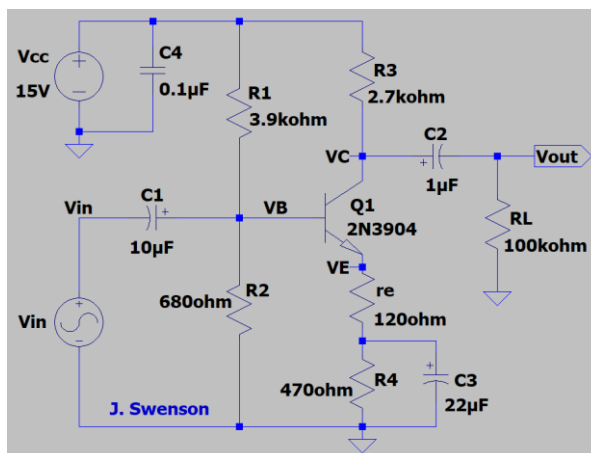 Vcc
15V
C4
0.1µF
R1
3.9kohm
R3
2.7kohm
VC
C2
1µF
Vout
Vin
C1
10µF
VB
Q1
2N3904
RL
100kohm
VE
R2
680ohm
re
120ohm
Vin
470ohm
R4
C3
22µF
J. Swenson